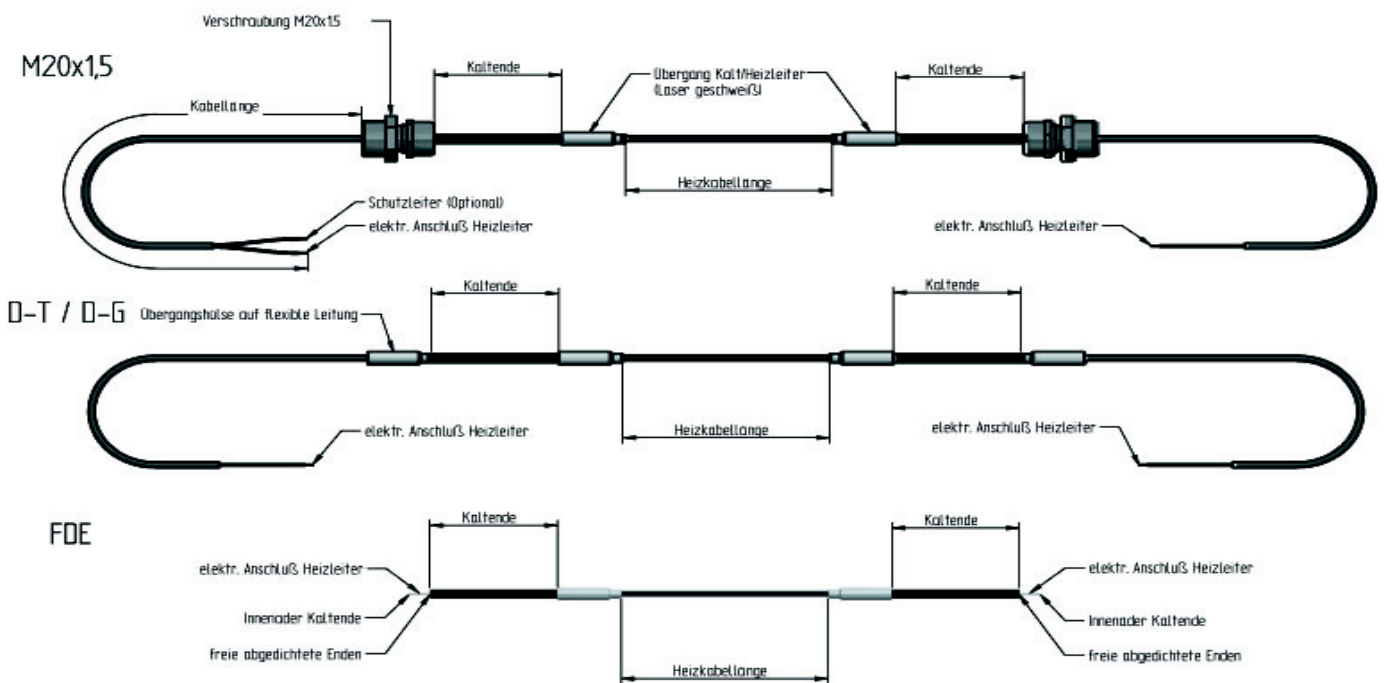 Verschraubung M20x15
M20x1,5
Kaltende
Übergang Kalt/Heizleiter
(Laser geschweißt)
Kaltende
Kabellänge
Heizkabellänge
Schutzleiter (Optional)
elektr. Anschluß Heizleiter
elektr. Anschluß Heizleiter
Kaltende
Kaltende
D-T / D-G
Übergangshülse auf flexible Leitung
elektr. Anschluß Heizleiter
Heizkabellänge
elektr. Anschluß Heizleiter
FDE
Kaltende
Kaltende
elektr. Anschluß Heizleiter
elektr. Anschluß Heizleiter
Innenader Kaltende
Innenader Kaltende
freie abgedichtete Enden
freie abgedichtete Enden
Heizkabellänge